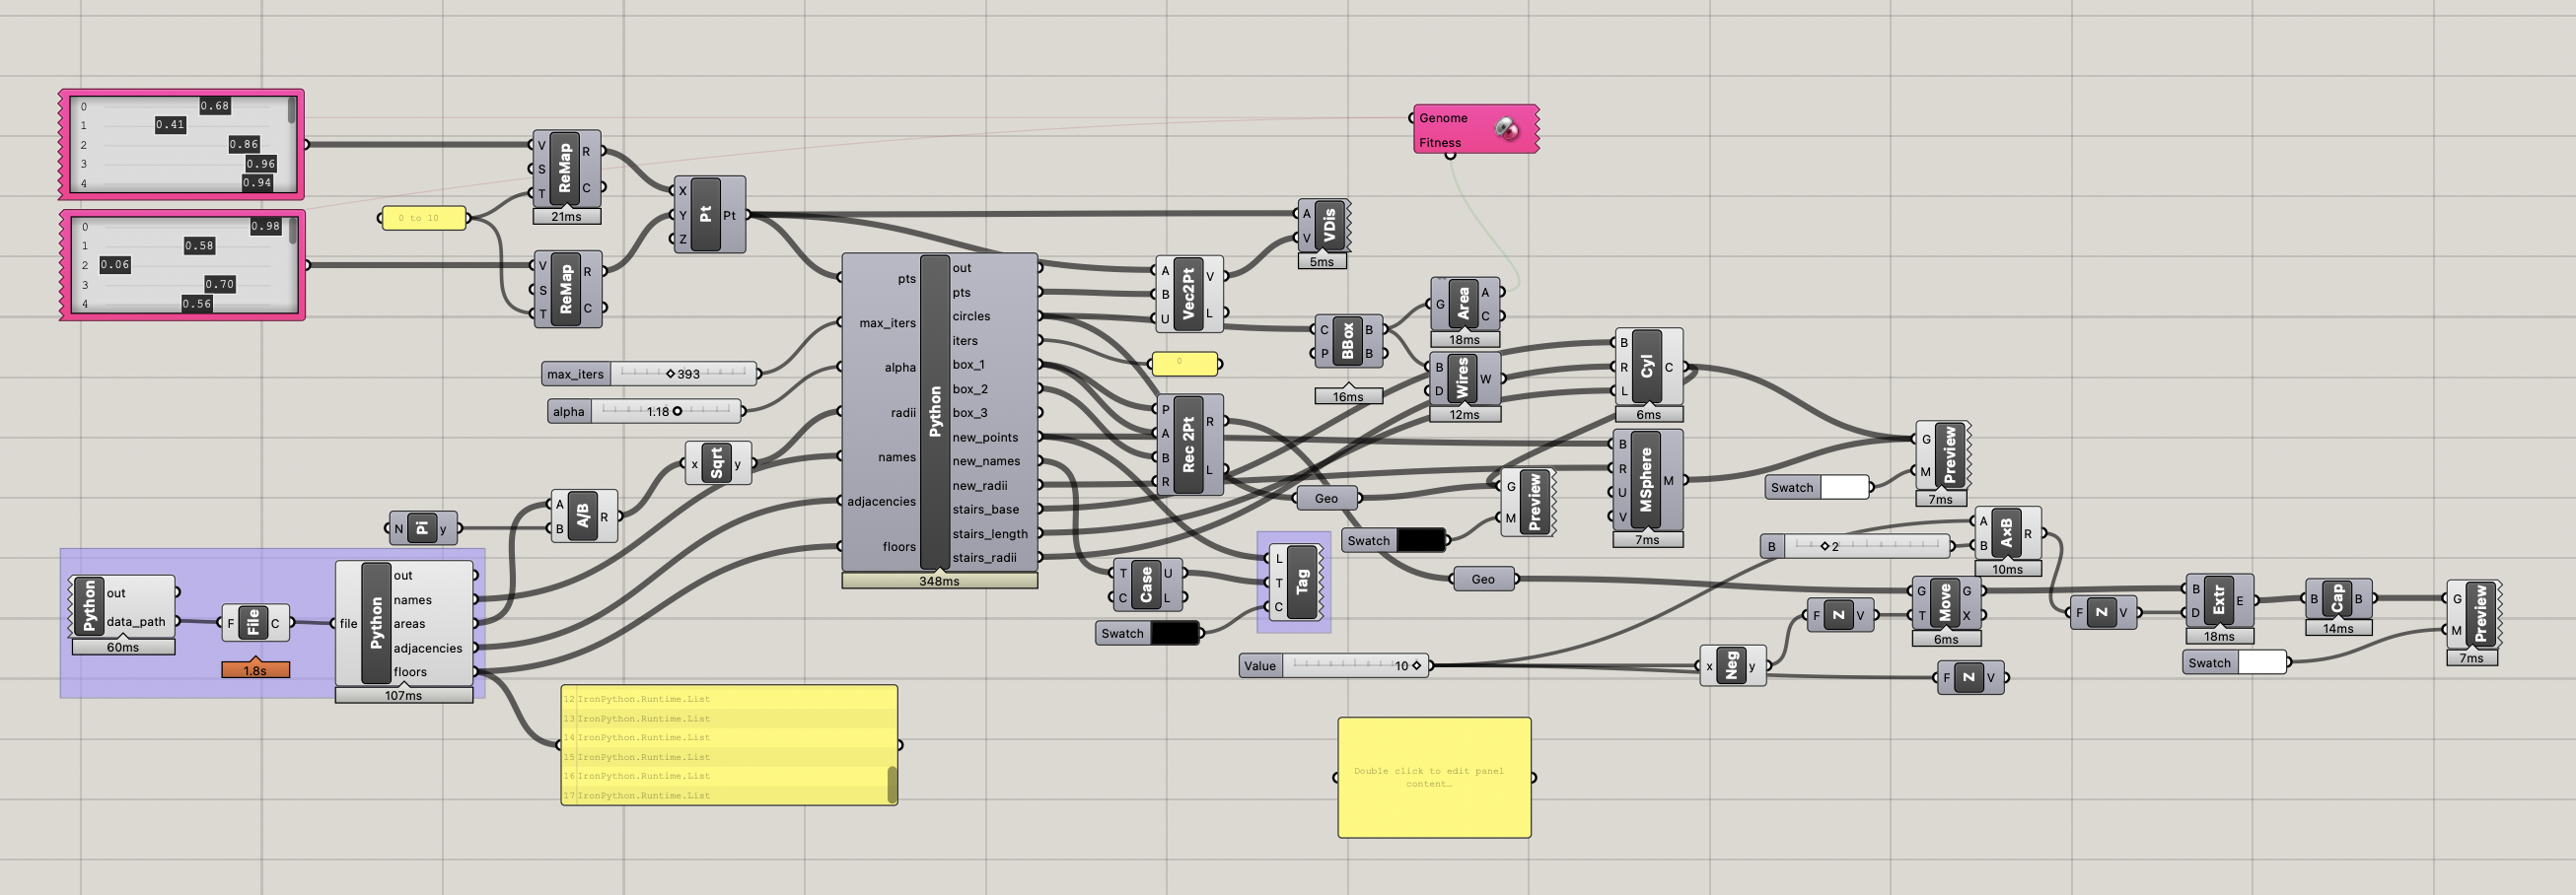 0 0.68
1 0.41
2 0.86
3 0.96
4 0.94
0 0.98
1 0.58
2 0.06
3 0.70
4 0.56
0 to 10
V S T ReMap R C
21ms
V S T ReMap R C
X Y Z Pt Pt
Genome
Fitness
A V VDis
5ms
max_iters 393
alpha 1.18
x Sqrt y
A B A/B R
N Pi y
Python
out
data_path
60ms
F File C
1.8s
file Python
out
names
areas
adjacencies
floors
107ms
12 IronPython.Runtime.List
13 IronPython.Runtime.List
14 IronPython.Runtime.List
15 IronPython.Runtime.List
16 IronPython.Runtime.List
17 IronPython.Runtime.List
pts
max_iters
alpha
radii
names
adjacencies
floors
Python
out
pts
circles
iters
box_1
box_2
box_3
new_points
new_names
new_radii
stairs_base
stairs_length
stairs_radii
348ms
A B U Vec2Pt V L
0
P A B R Rec 2Pt R L
T C Case U L
Swatch
L T C Tag
C P BBox B B
16ms
G Area A C
18ms
B D Wires W
12ms
Geo
Swatch
G M Preview
Geo
B R L Cyl C
6ms
B R U V MSphere M
7ms
Swatch
G M Preview
7ms
B 2
A B A×B R
10ms
Value 10
x Neg y
F Z V
G T Move G X
6ms
F Z V
F Z V
B D Extr E
18ms
B Cap B
14ms
Swatch
G M Preview
7ms
Double click to edit panel
content…